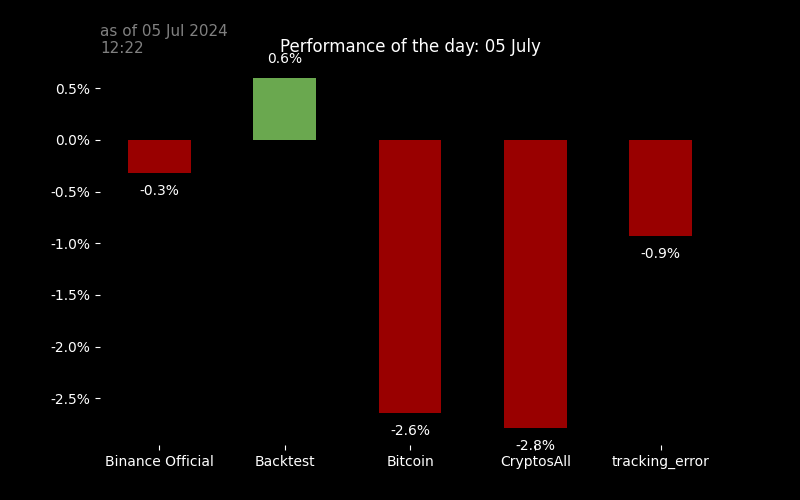 as of 05 Jul 2024
12:22
Performance of the day: 05 July
0.6%
0.5%
0.0%
-0.3%
-0.5%
-0.9%
-1.0%
-1.5%
-2.0%
-2.5%
-2.6%
-2.8%
Binance Official
Backtest
Bitcoin
CryptosAll
tracking_error